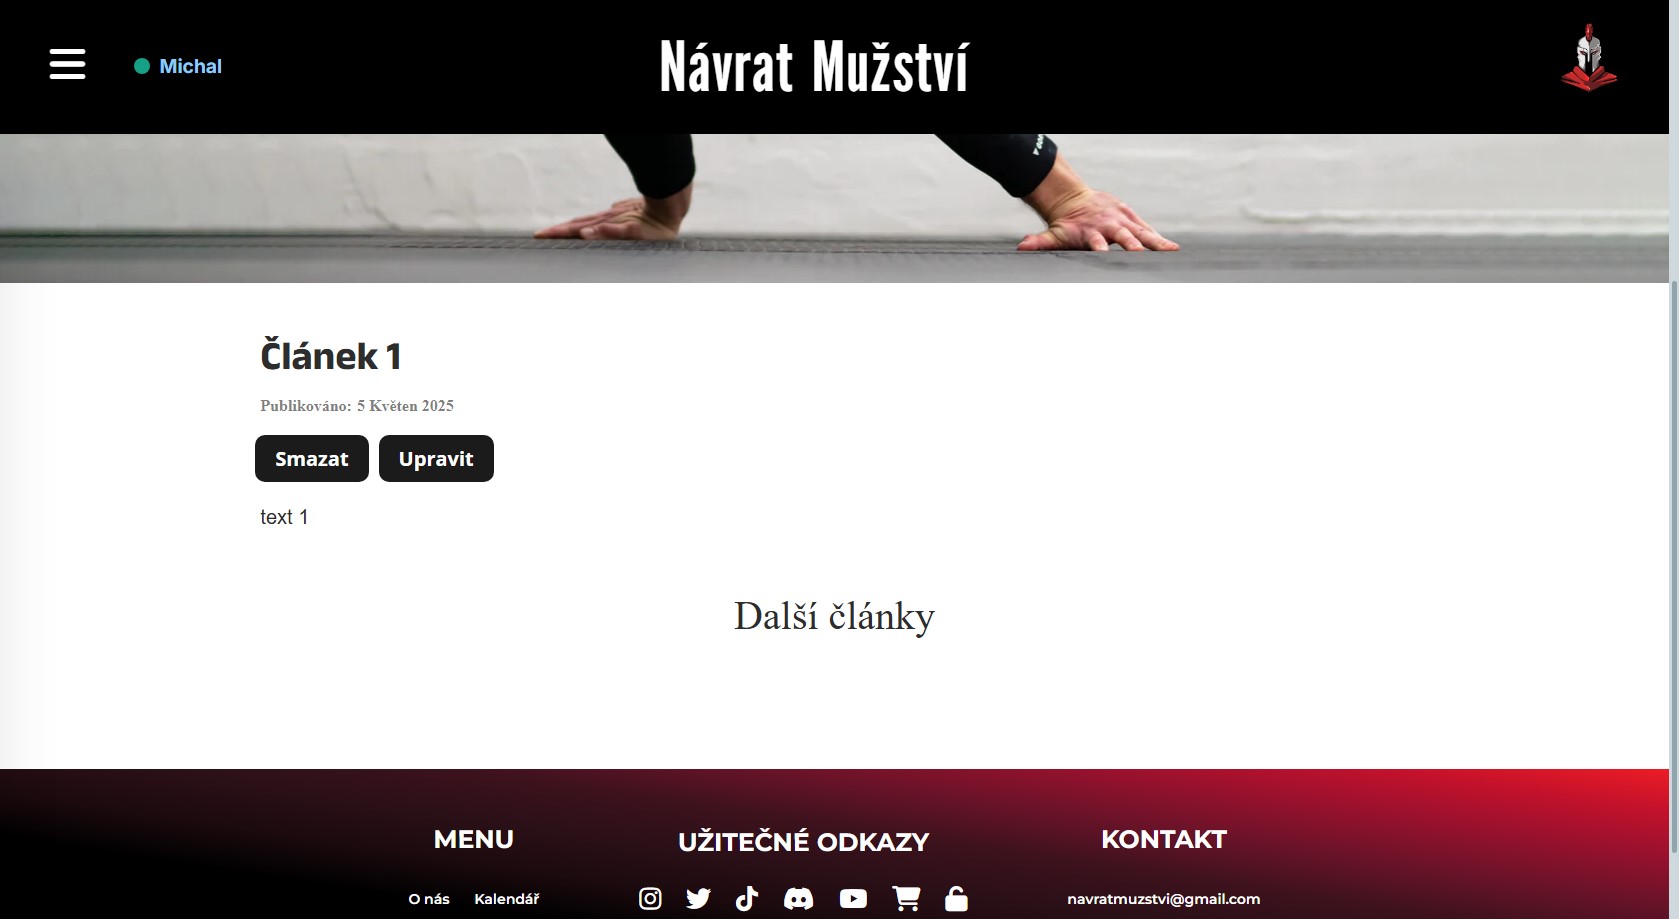 Michal
Návrat Mužství
Článek 1
Publikováno: 5 Květen 2025
Smazat Upravit
text 1
Další články
MENU UŽITEČNÉ ODKAZY KONTAKT
O nás Kalendář navratmuzstvi@gmail.com